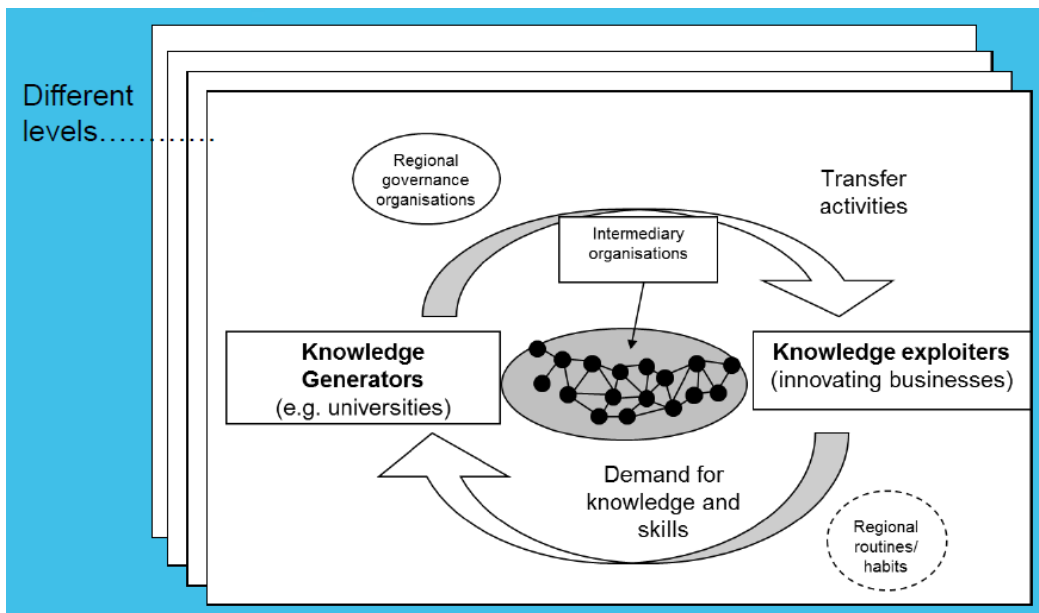 Different
levels…………
Regional
governance
organisations
Transfer
activities
Intermediary
organisations
Knowledge
Generators
(e.g. universities)
Knowledge exploiters
(innovating businesses)
Demand for
knowledge and
skills
Regional
routines/
habits